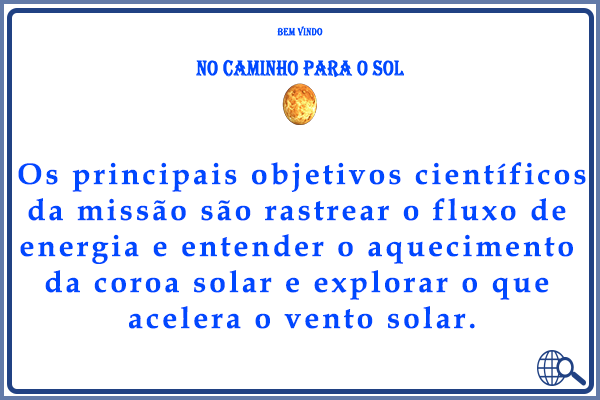 BEM VINDO
NO CAMINHO PARA O SOL
Os principais objetivos científicos
da missão são rastrear o fluxo de
energia e entender o aquecimento
da coroa solar e explorar o que
acelera o vento solar.